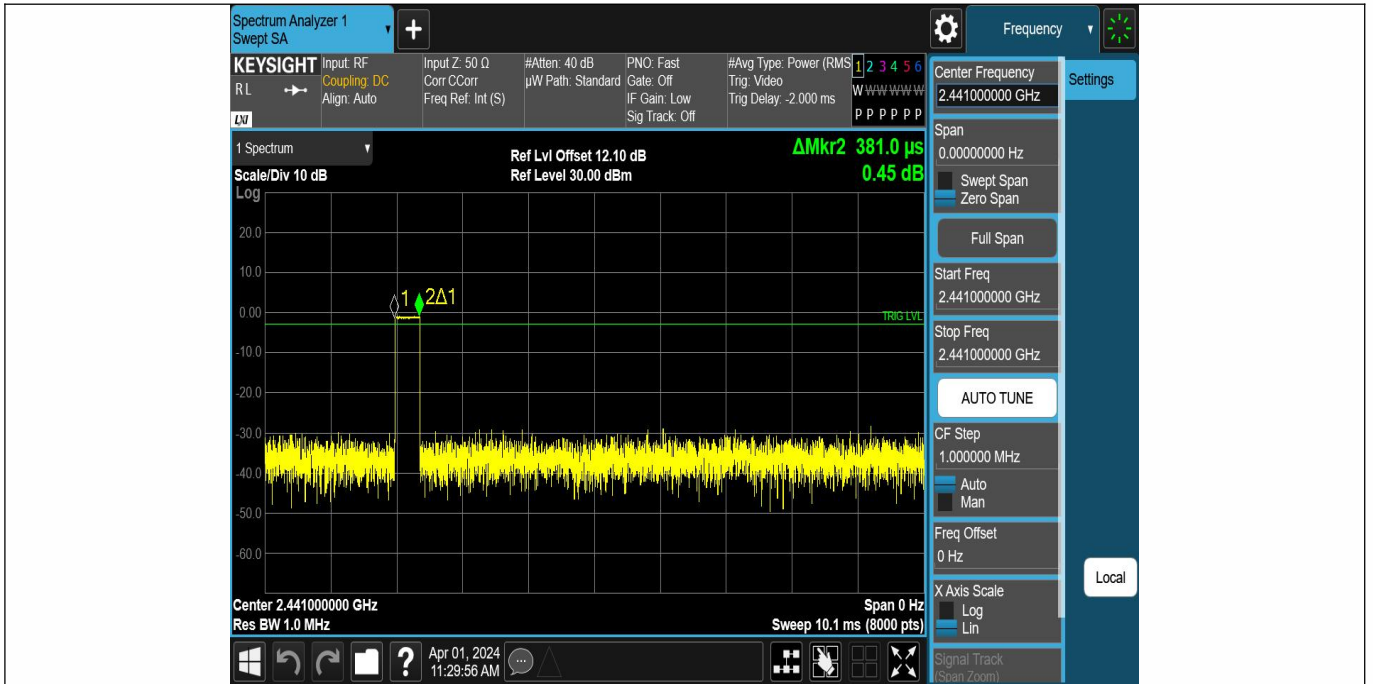 Spectrum Analyzer 1
Swept SA
+
Frequency
KEYSIGHT
RL
LXI
Input: RF
Coupling: DC
Align: Auto
Input Z: 50 Ω
Corr CCorr
Freq Ref: Int (S)
#Atten: 40 dB
µW Path: Standard
PNO: Fast
Gate: Off
IF Gain: Low
Sig Track: Off
#Avg Type: Power (RMS
Trig: Video
Trig Delay: -2.000 ms
1 2 3 4 5 6
W W W W W W
P P P P P P
1 Spectrum
Scale/Div 10 dB
Ref Lvl Offset 12.10 dB
Ref Level 30.00 dBm
ΔMkr2 381.0 µs
0.45 dB
Log
20.0
10.0
0.00
-10.0
-20.0
-30.0
-40.0
-50.0
-60.0
1
2Δ1
TRIG LVL
Center 2.441000000 GHz
Span 0 Hz
Res BW 1.0 MHz
Sweep 10.1 ms (8000 pts)
Center Frequency
2.441000000 GHz
Settings
Span
0.00000000 Hz
Swept Span
Zero Span
Full Span
Start Freq
2.441000000 GHz
Stop Freq
2.441000000 GHz
AUTO TUNE
CF Step
1.000000 MHz
Auto
Man
Freq Offset
0 Hz
X Axis Scale
Log
Lin
Signal Track
(Span Zoom)
Local
?
Apr 01, 2024
11:29:56 AM